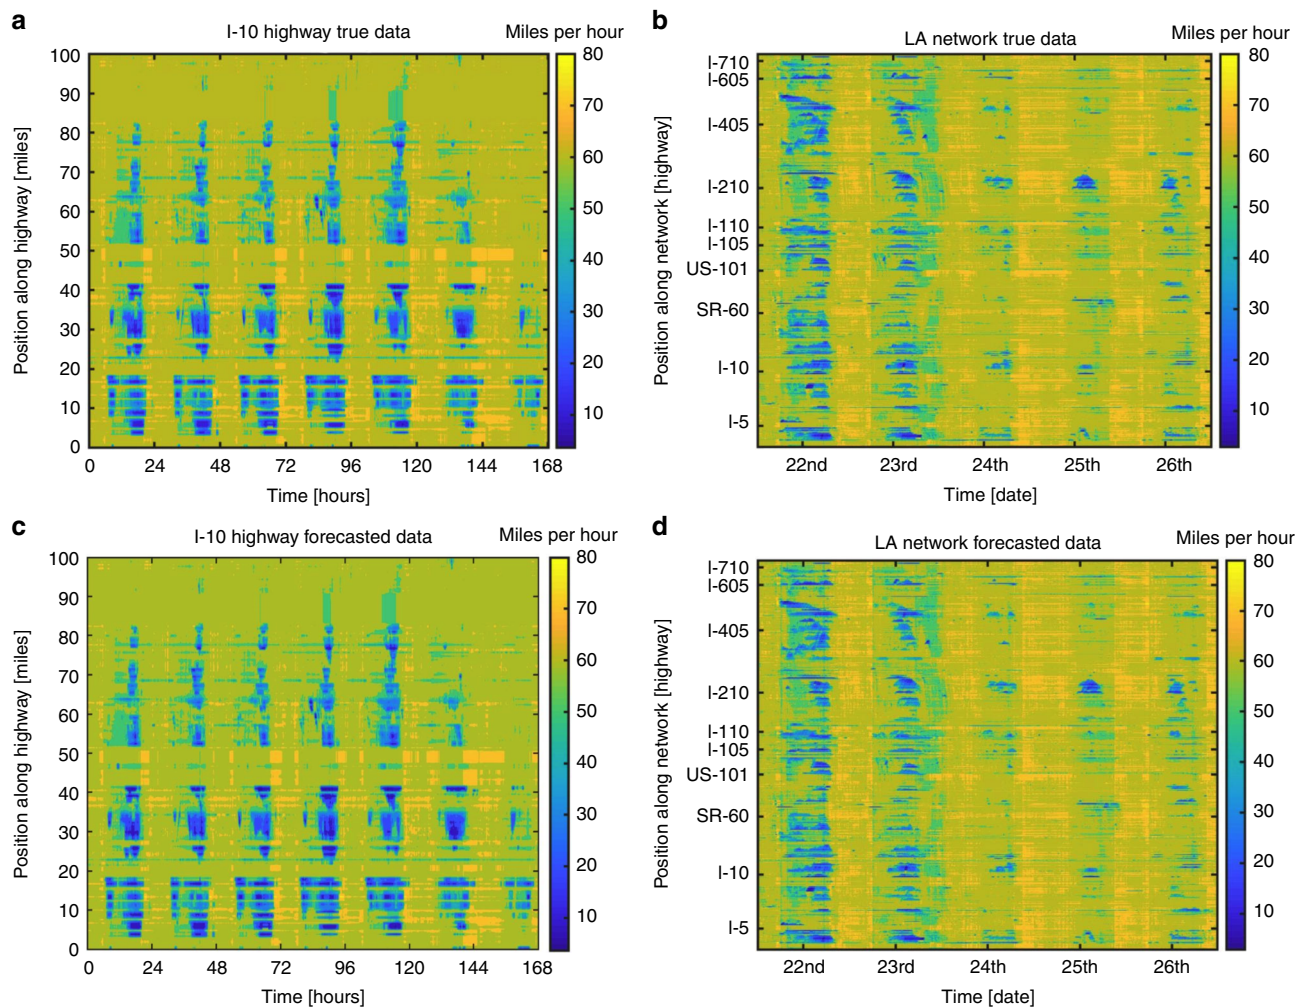 a
I-10 highway true data
Miles per hour
Position along highway [miles]
100
90
80
70
60
50
40
30
20
10
0
0 24 48 72 96 120 144 168
Time [hours]
80
70
60
50
40
30
20
10
b
LA network true data
Miles per hour
Position along network [highway]
I-710
I-605
I-405
I-210
I-110
I-105
US-101
SR-60
I-10
I-5
22nd 23rd 24th 25th 26th
Time [date]
80
70
60
50
40
30
20
10
c
I-10 highway forecasted data
Miles per hour
Position along highway [miles]
100
90
80
70
60
50
40
30
20
10
0
0 24 48 72 96 120 144 168
Time [hours]
80
70
60
50
40
30
20
10
d
LA network forecasted data
Miles per hour
Position along network [highway]
I-710
I-605
I-405
I-210
I-110
I-105
US-101
SR-60
I-10
I-5
22nd 23rd 24th 25th 26th
Time [date]
80
70
60
50
40
30
20
10